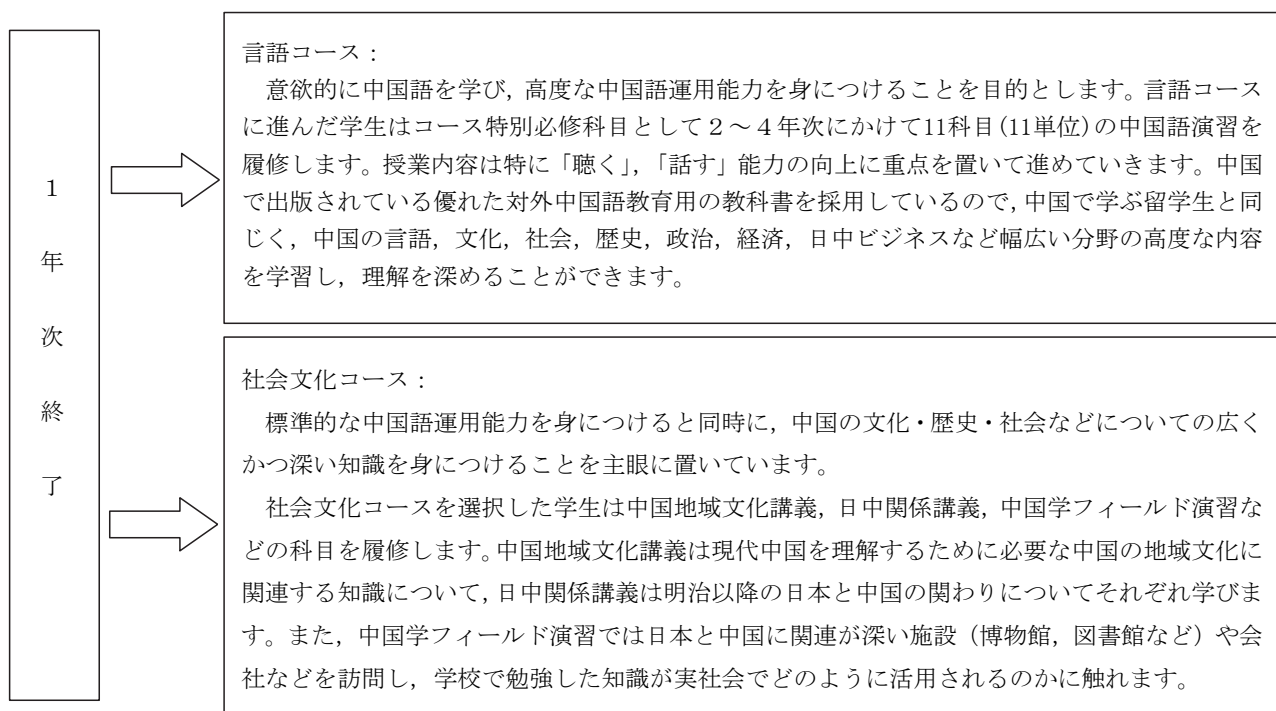 1
年
次
終
了
言語コース：
意欲的に中国語を学び，高度な中国語運用能力を身につけることを目的とします。言語コース
に進んだ学生はコース特別必修科目として２～４年次にかけて11科目(11単位)の中国語演習を
履修します。授業内容は特に「聴く」，「話す」能力の向上に重点を置いて進めていきます。中国
で出版されている優れた対外中国語教育用の教科書を採用しているので，中国で学ぶ留学生と同
じく，中国の言語，文化，社会，歴史，政治，経済，日中ビジネスなど幅広い分野の高度な内容
を学習し，理解を深めることができます。
社会文化コース：
標準的な中国語運用能力を身につけると同時に，中国の文化・歴史・社会などについての広く
かつ深い知識を身につけることを主眼に置いています。
社会文化コースを選択した学生は中国地域文化講義，日中関係講義，中国学フィールド演習な
どの科目を履修します。中国地域文化講義は現代中国を理解するために必要な中国の地域文化に
関連する知識について，日中関係講義は明治以降の日本と中国の関わりについてそれぞれ学びま
す。また，中国学フィールド演習では日本と中国に関連が深い施設（博物館，図書館など）や会
社などを訪問し，学校で勉強した知識が実社会でどのように活用されるのかに触れます。